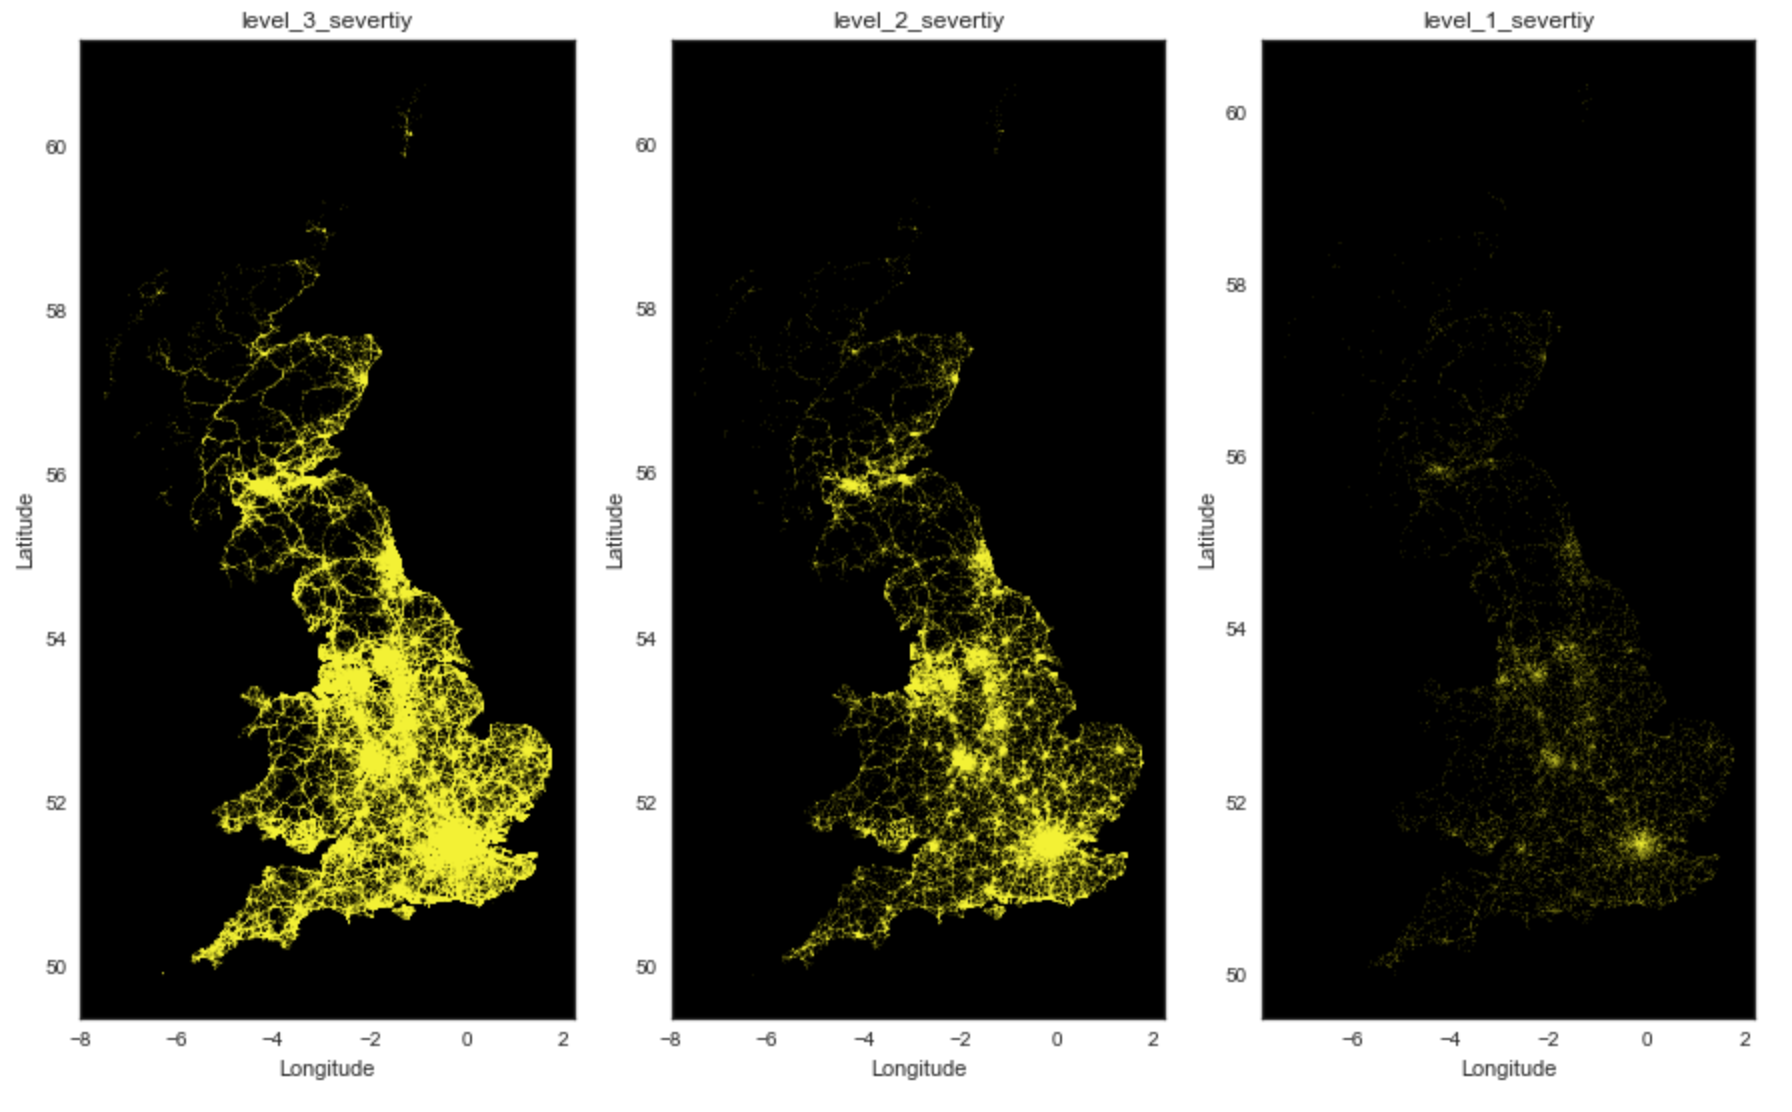 level_3_severtiy
60
58
56
54
52
50
Latitude
−8 −6 −4 −2 0 2
Longitude
level_2_severtiy
60
58
56
54
52
50
Latitude
−8 −6 −4 −2 0 2
Longitude
level_1_severtiy
60
58
56
54
52
50
Latitude
−6 −4 −2 0 2
Longitude